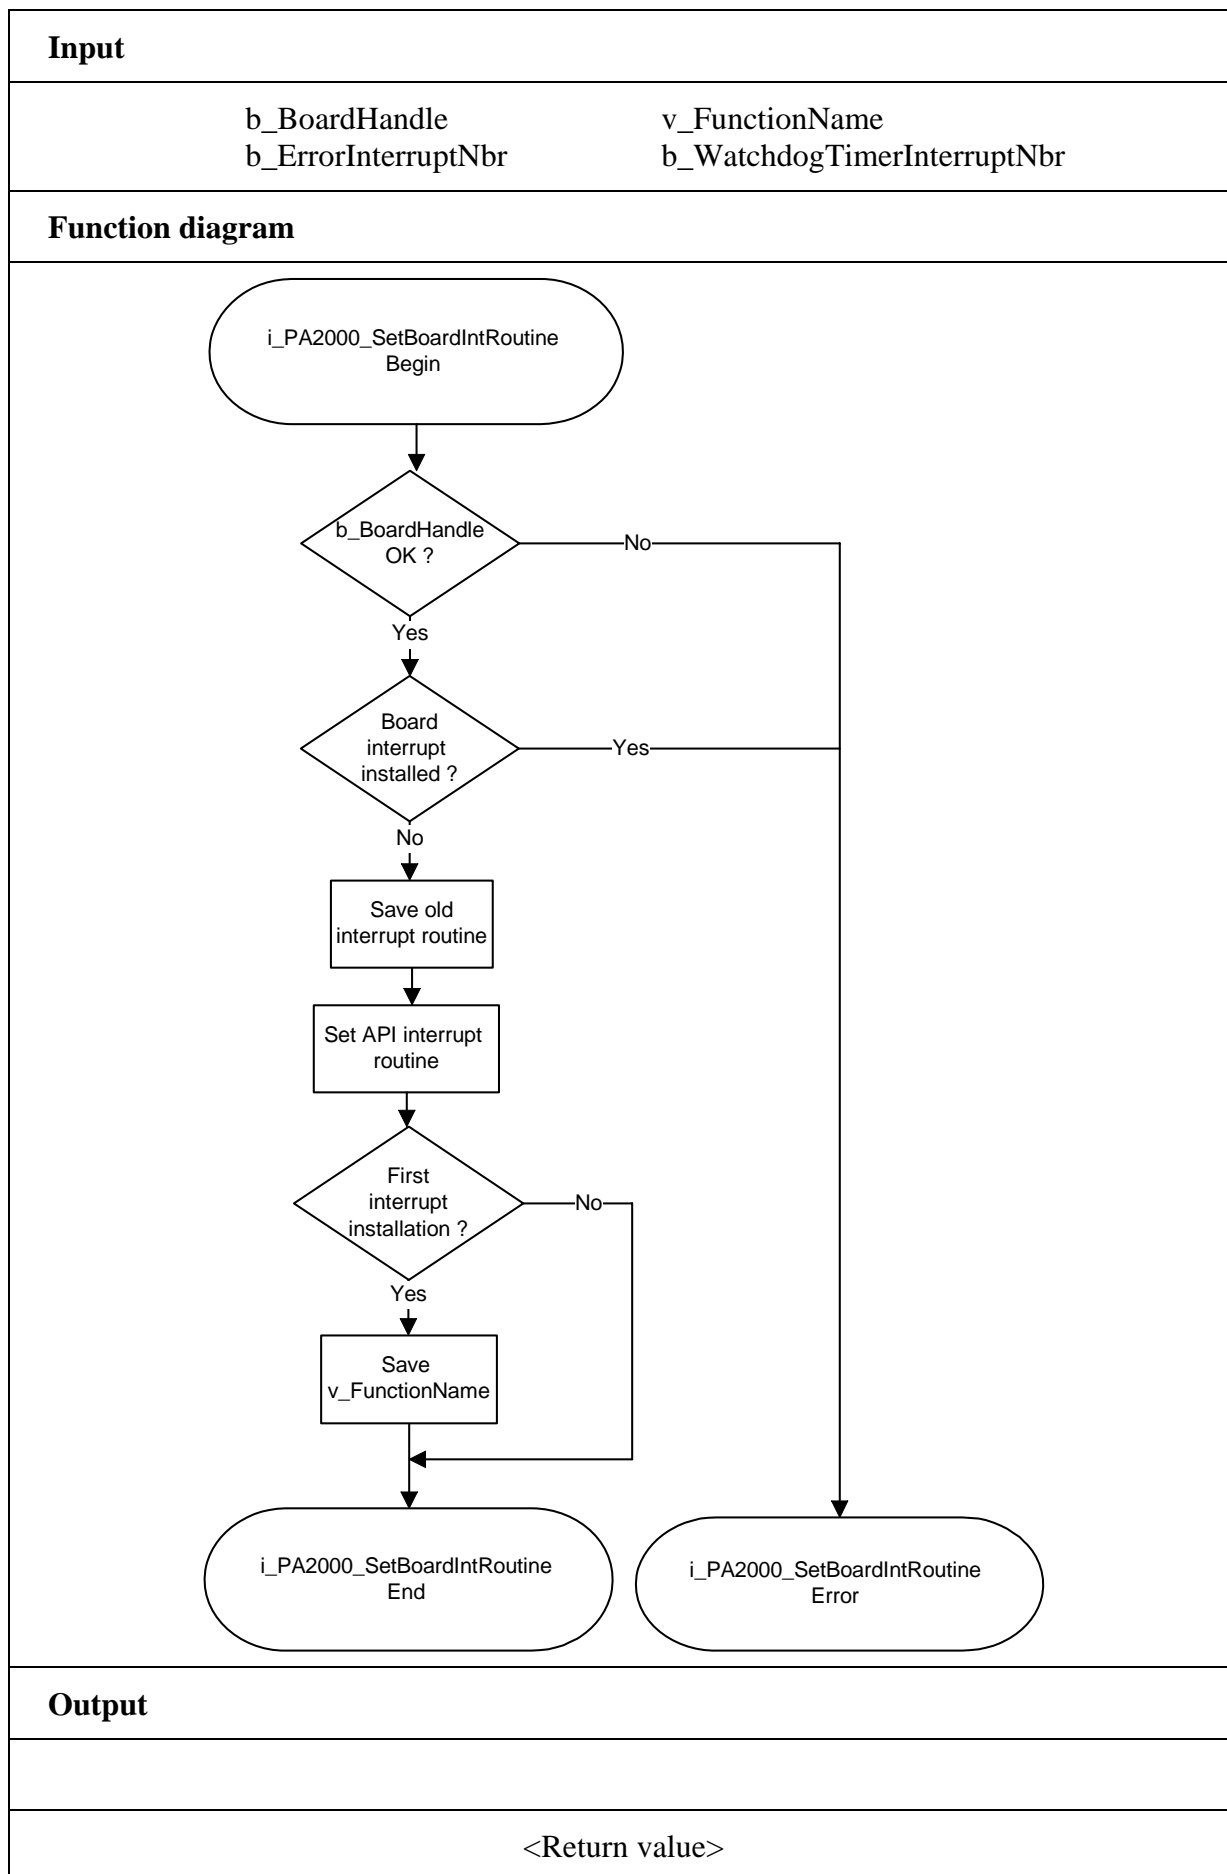 Input
b_BoardHandle v_FunctionName
b_ErrorInterruptNbr b_WatchdogTimerInterruptNbr
Function diagram
i_PA2000_SetBoardIntRoutine
Begin
b_BoardHandle
OK ?
No
Yes
Board
interrupt
installed ?
Yes
No
Save old
interrupt routine
Set API interrupt
routine
First
interrupt
installation ?
No
Yes
Save
v_FunctionName
i_PA2000_SetBoardIntRoutine
End
i_PA2000_SetBoardIntRoutine
Error
Output
<Return value>